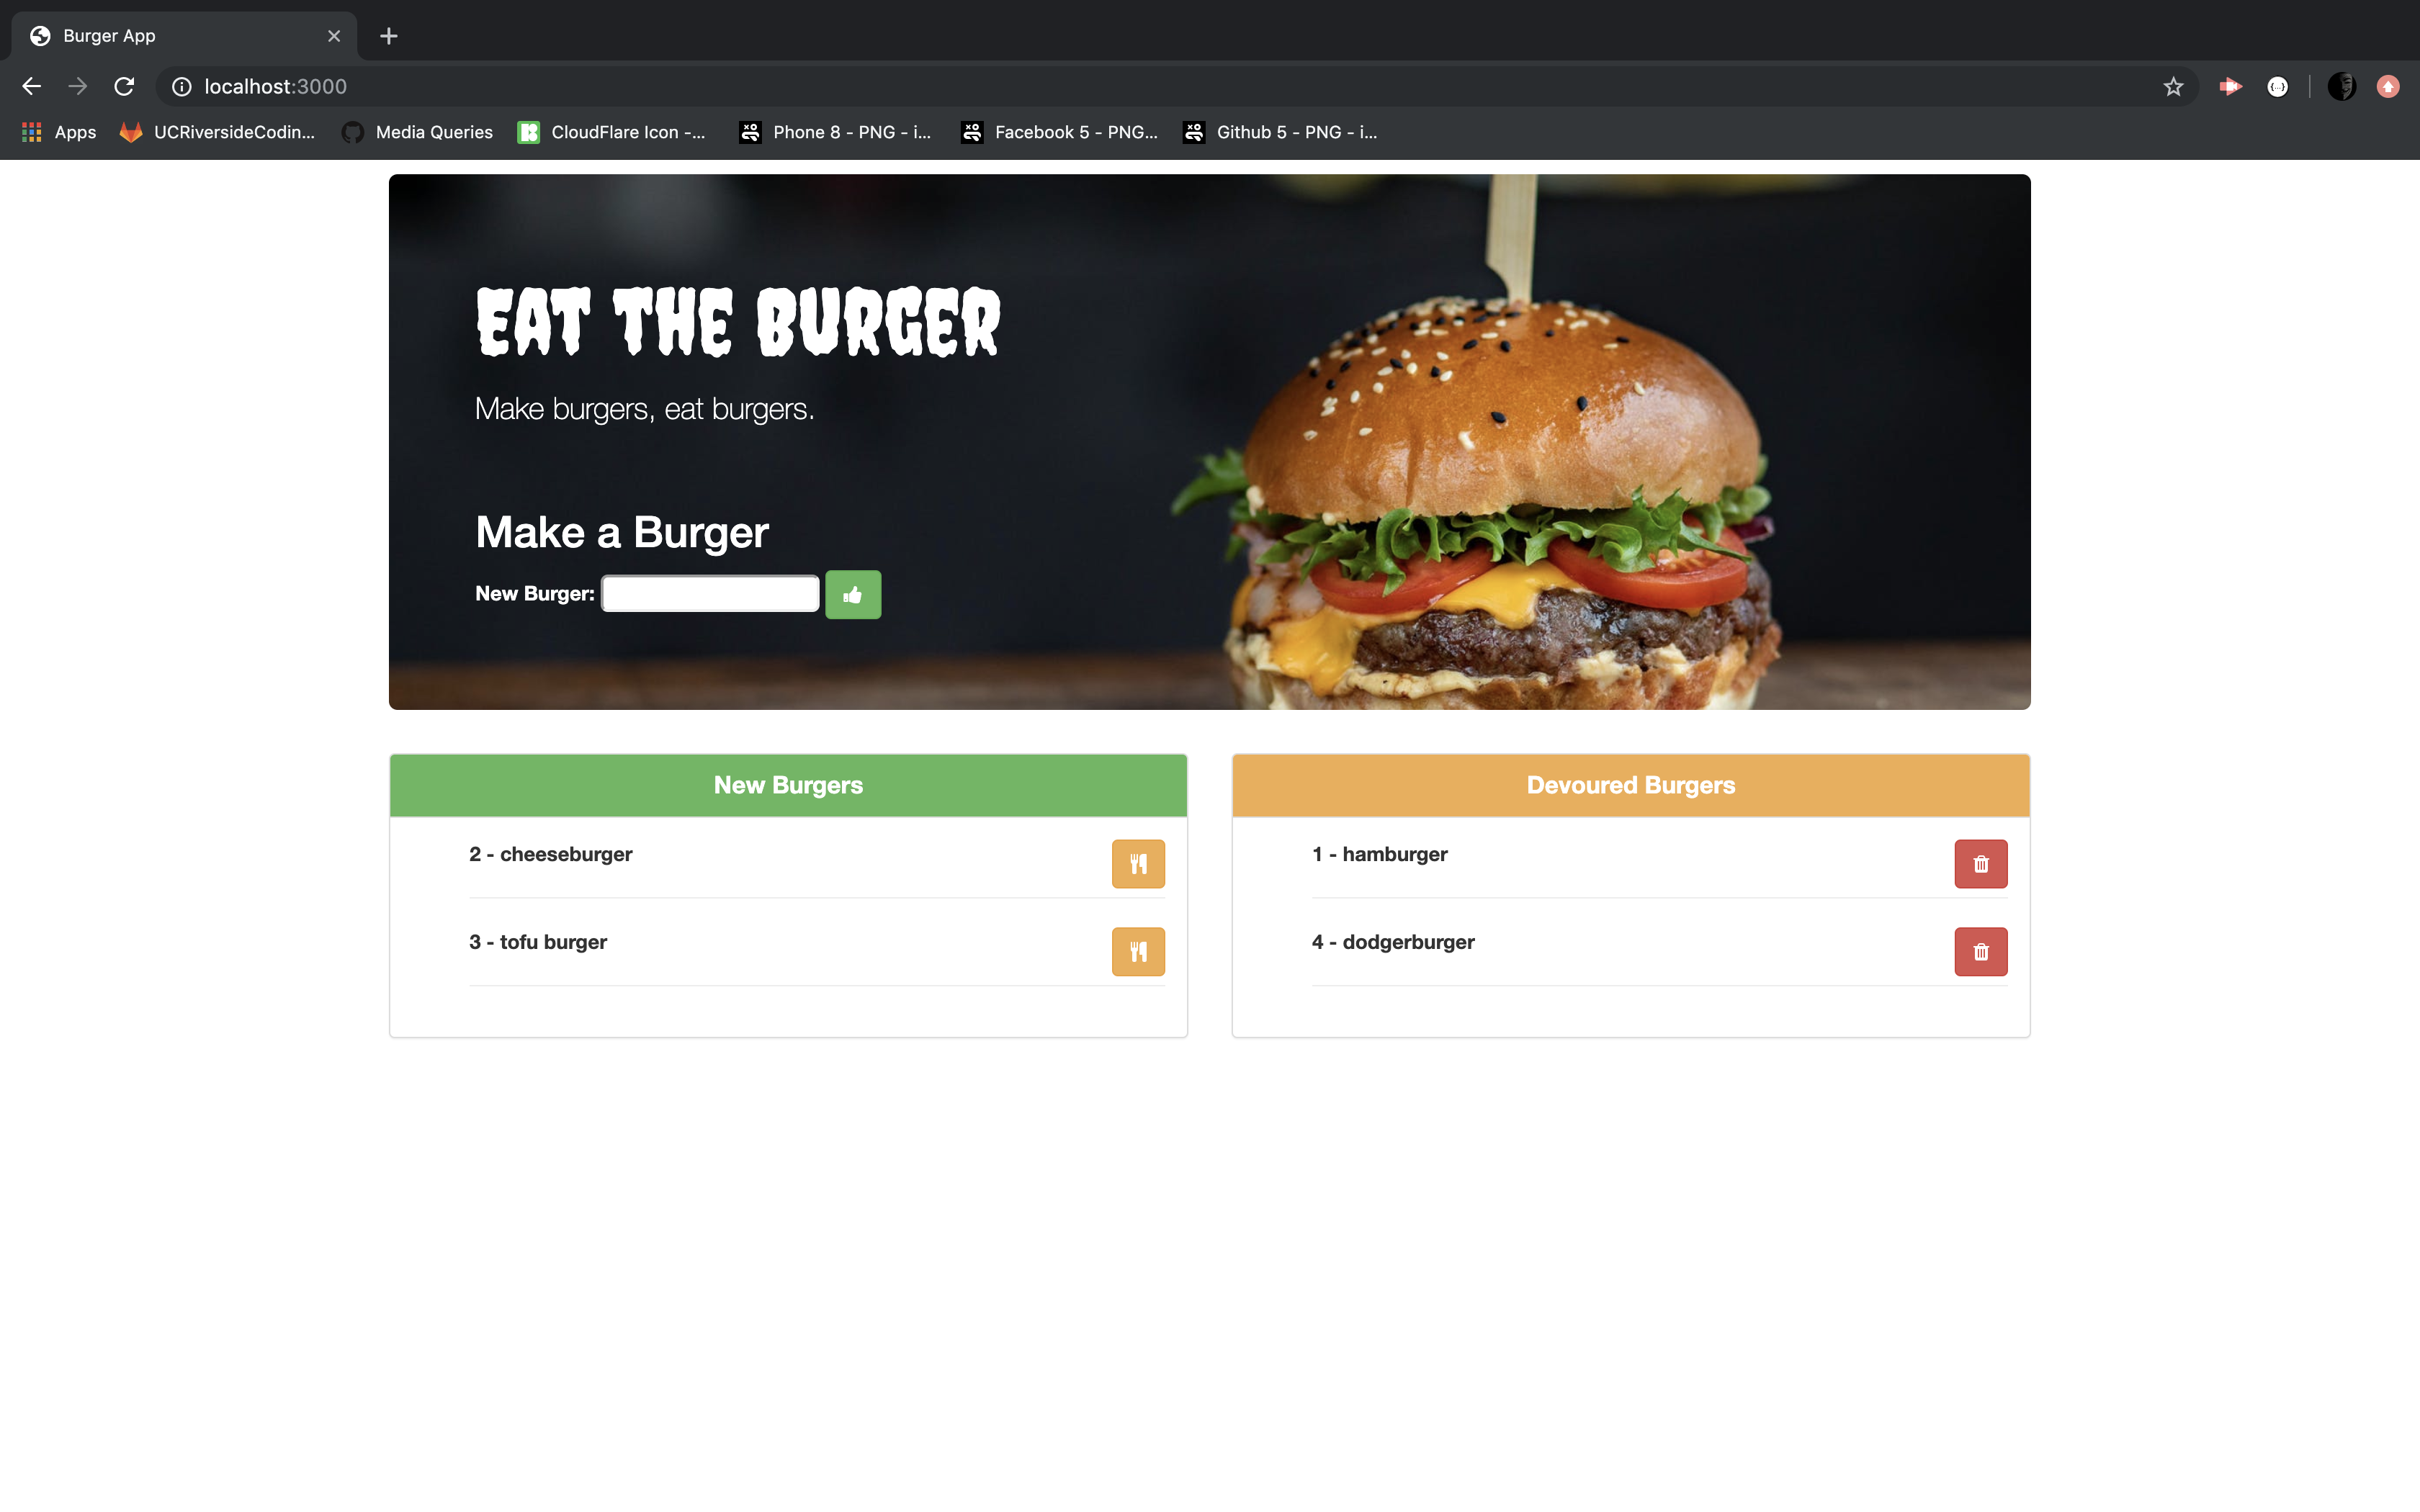 Burger App
localhost:3000
Apps
UCRiversideCodin...
Media Queries
CloudFlare Icon -...
Phone 8 - PNG - i...
Facebook 5 - PNG...
Github 5 - PNG - i...
EAT THE BURGER
Make burgers, eat burgers.
Make a Burger
New Burger:
New Burgers
2 - cheeseburger
3 - tofu burger
Devoured Burgers
1 - hamburger
4 - dodgerburger